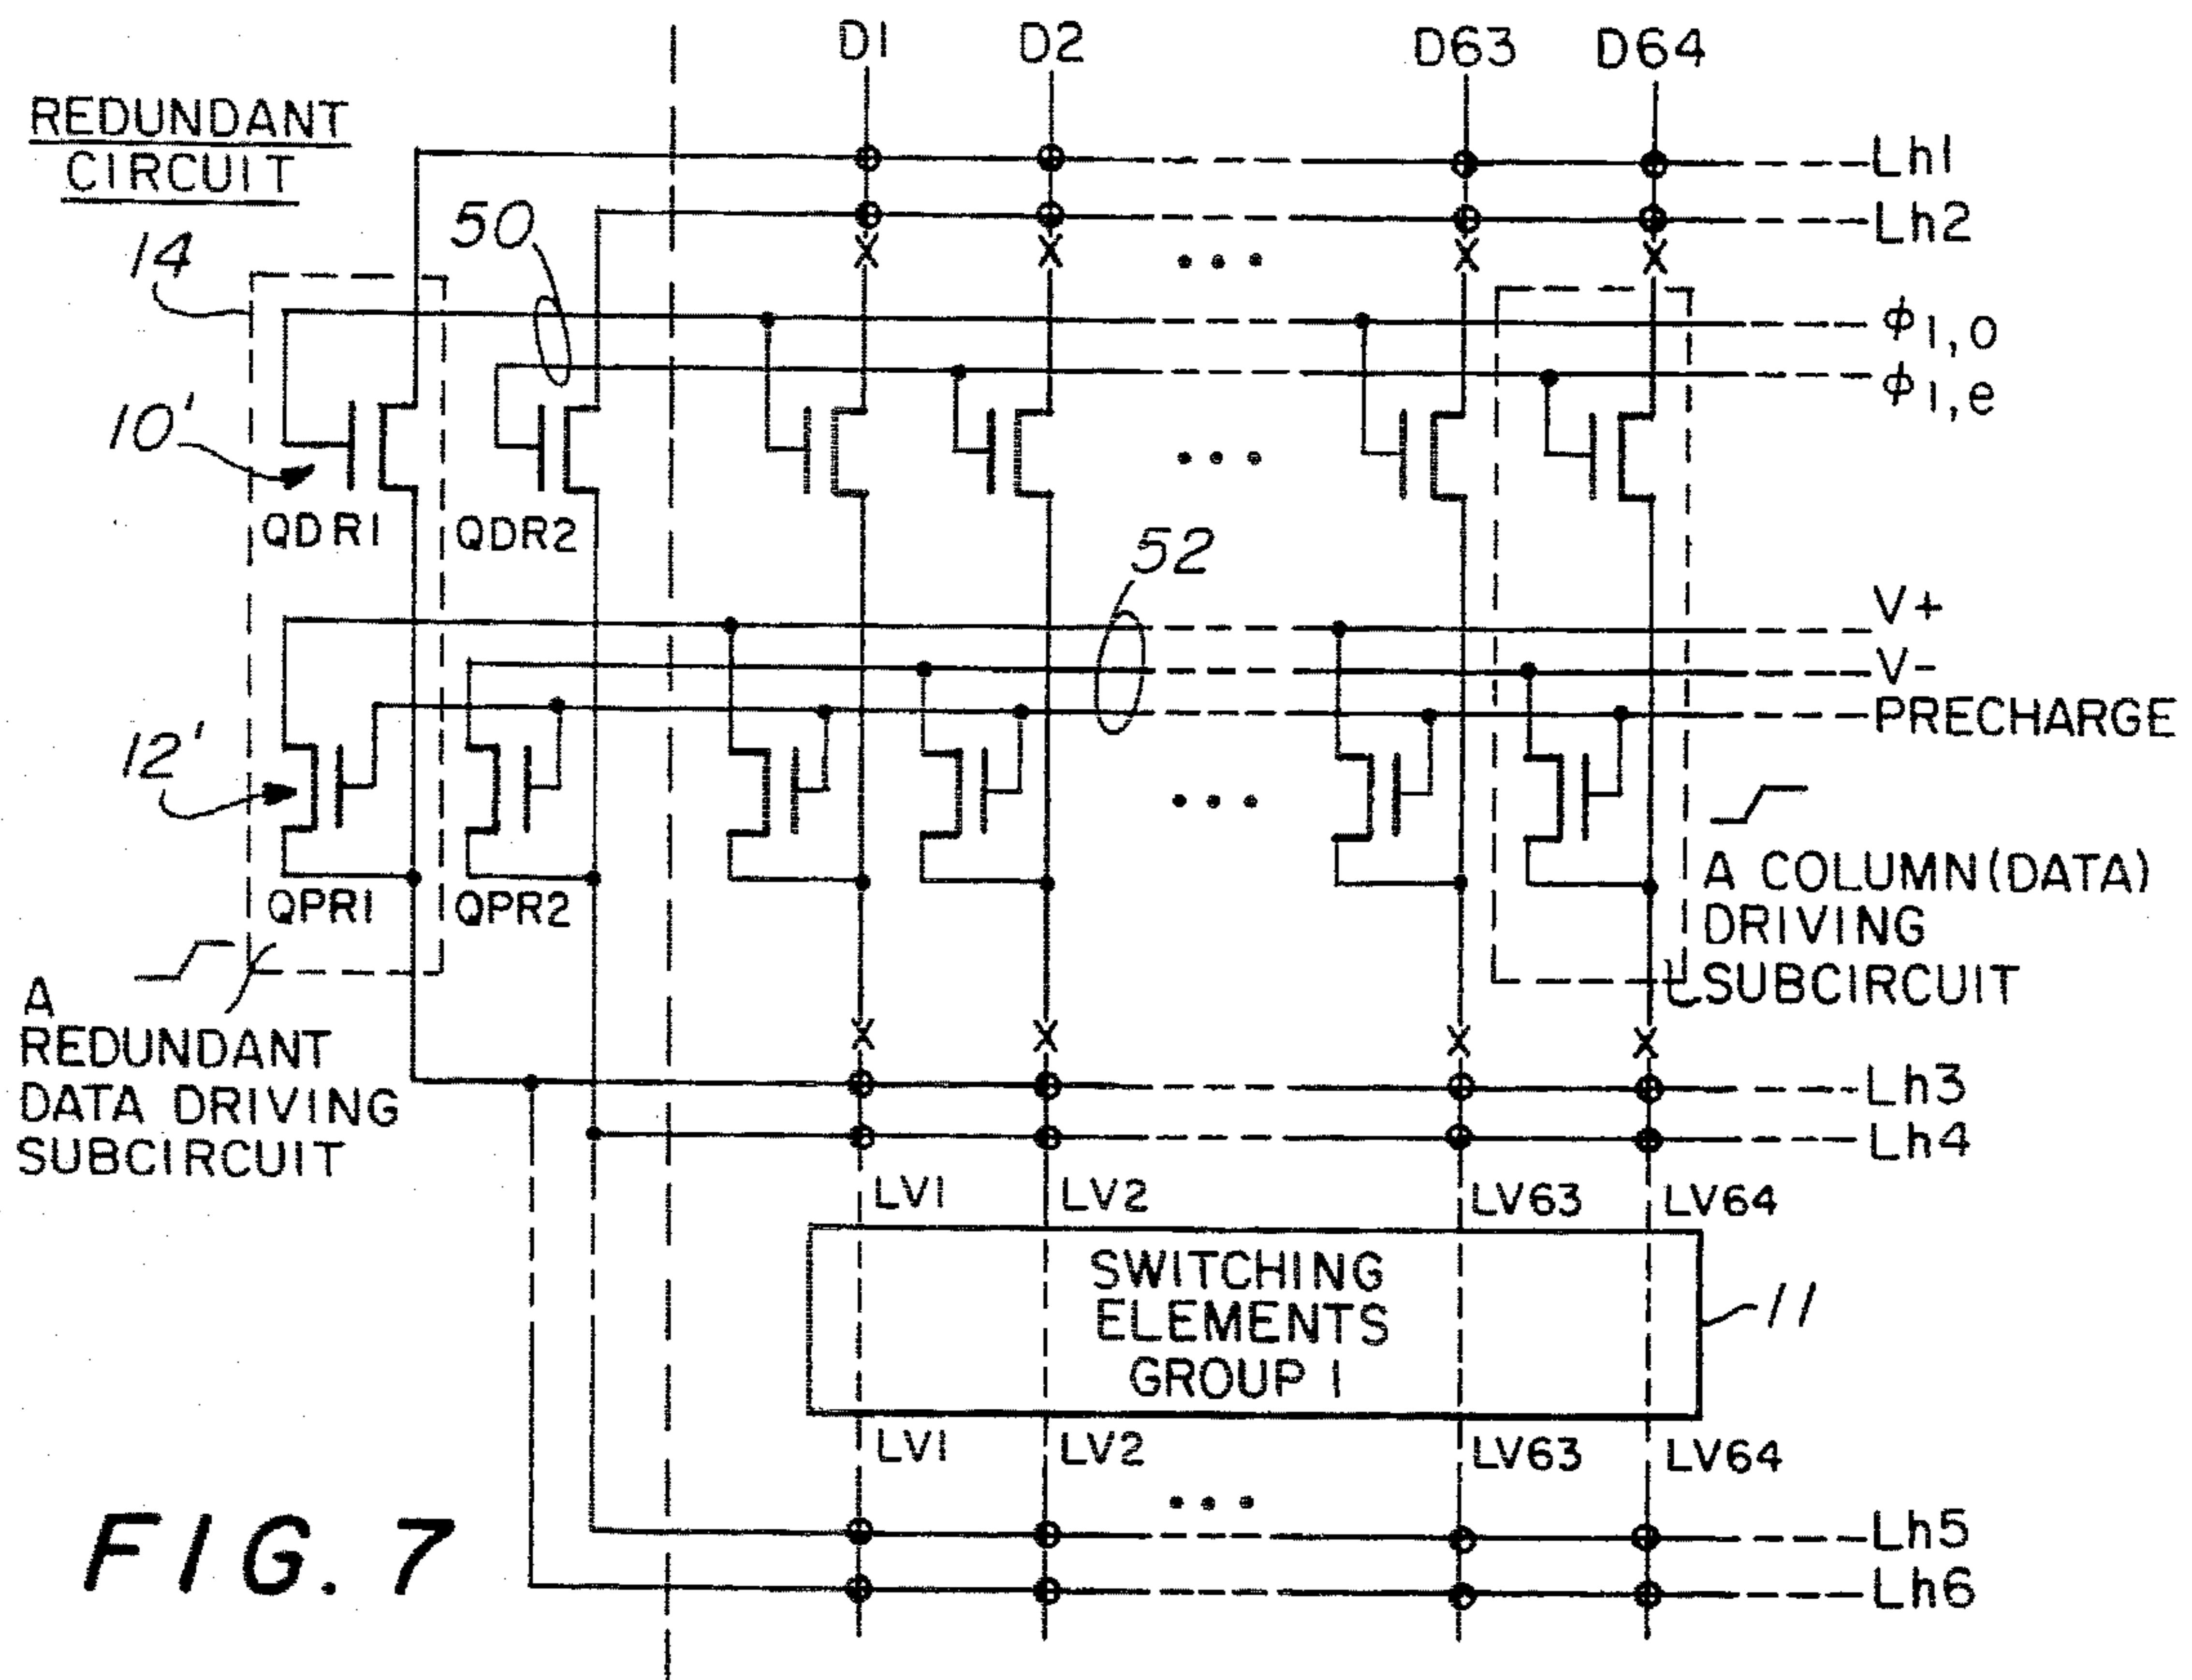 D1 D2 D63 D64
REDUNDANT
CIRCUIT
Lh1
Lh2
14
50
ϕ1,0
ϕ1,e
10'
QDR1 QDR2
52
V+
V-
PRECHARGE
12'
QPR1 QPR2
A COLUMN(DATA)
DRIVING
SUBCIRCUIT
A
REDUNDANT
DATA DRIVING
SUBCIRCUIT
Lh3
Lh4
LV1 LV2 LV63 LV64
SWITCHING
ELEMENTS
GROUP 1
11
LV1 LV2 LV63 LV64
Lh5
Lh6
FIG. 7